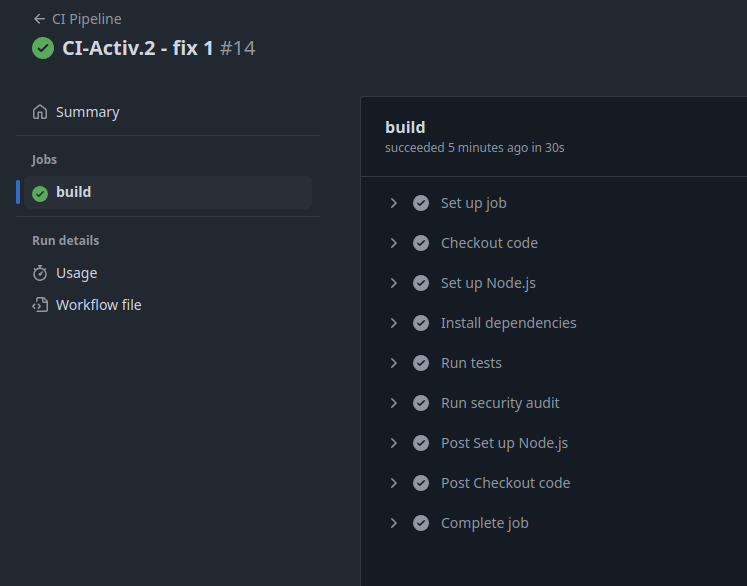 CI Pipeline
CI-Activ.2 - fix 1 #14
Summary
Jobs
build
Run details
Usage
Workflow file
build
succeeded 5 minutes ago in 30s
Set up job
Checkout code
Set up Node.js
Install dependencies
Run tests
Run security audit
Post Set up Node.js
Post Checkout code
Complete job